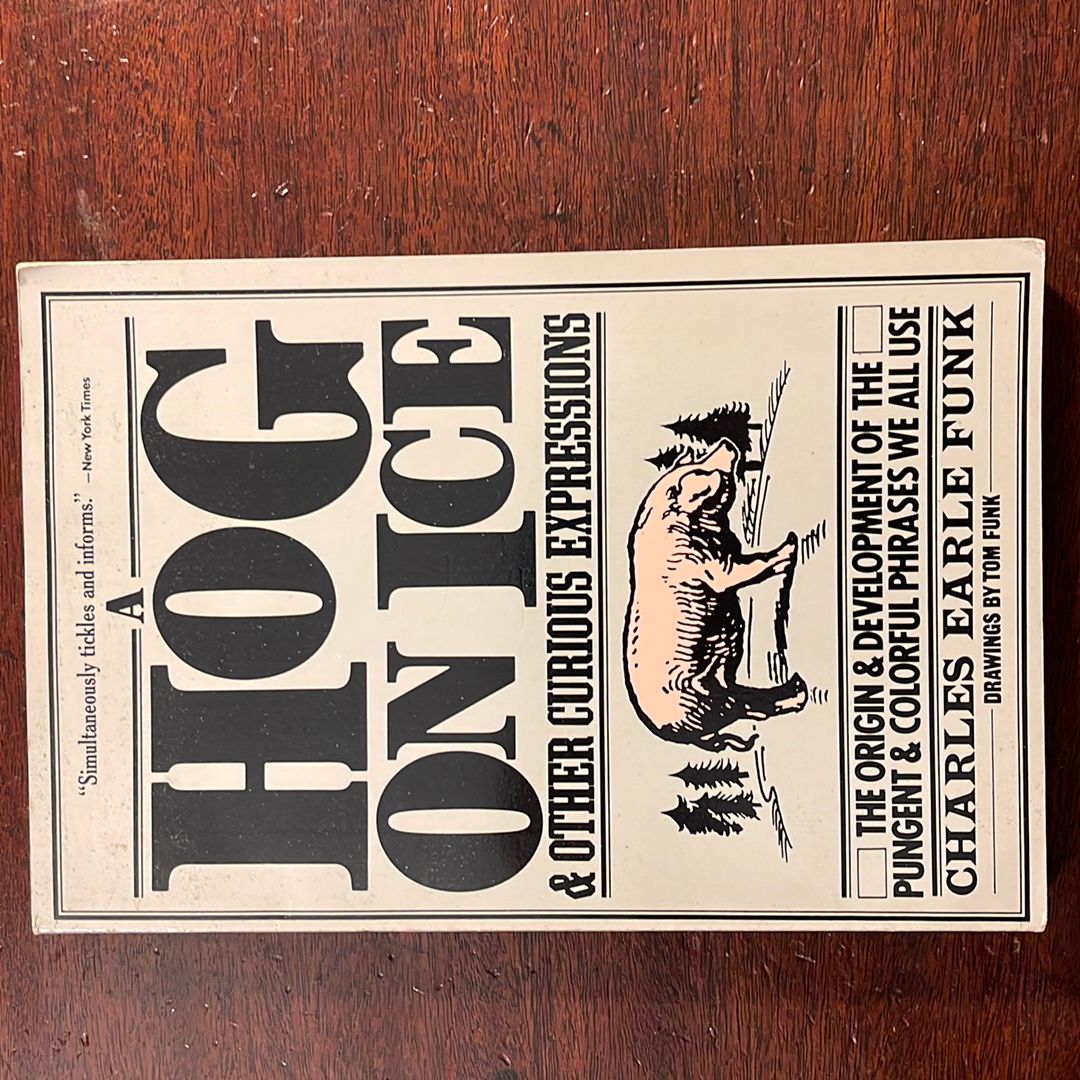 “Simultaneously tickles and informs.” —New York Times
A
HOG
ON ICE
& OTHER CURIOUS EXPRESSIONS
THE ORIGIN & DEVELOPMENT OF THE
PUNGENT & COLORFUL PHRASES WE ALL USE
CHARLES EARLE FUNK
DRAWINGS BY TOM FUNK